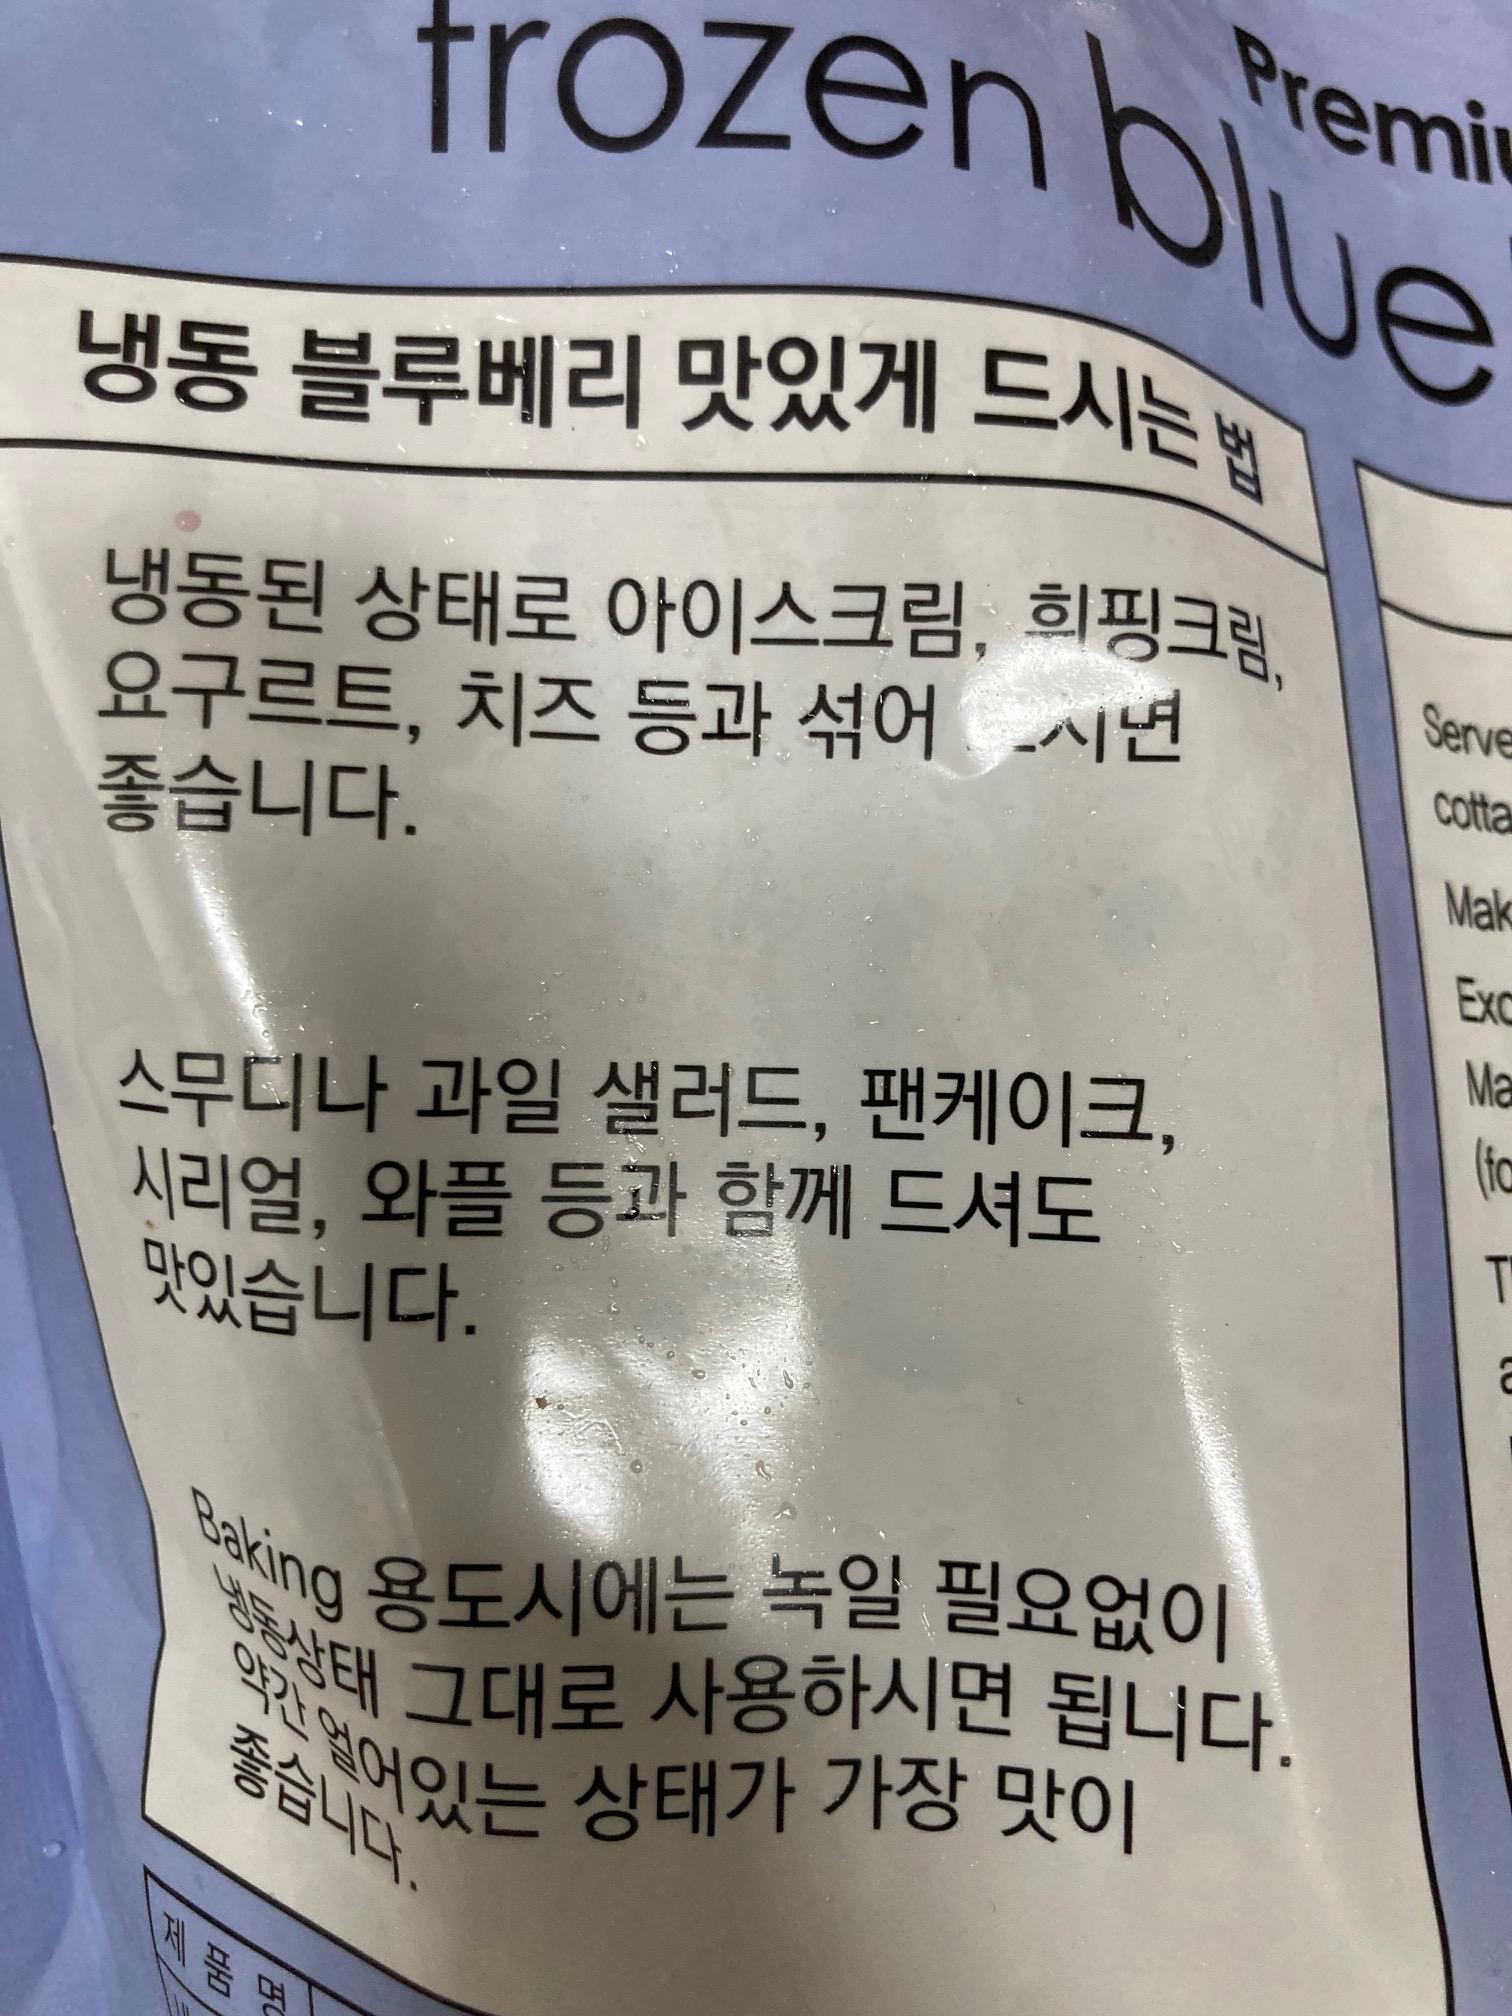 Premiu
frozen blue
냉동 블루베리 맛있게 드시는 법
냉동된 상태로 아이스크림, 휘핑크림,
요구르트, 치즈 등과 섞어
좋습니다.
스무디나 과일 샐러드, 팬케이크,
시리얼, 와플 등과 함께 드셔도
맛있습니다.
Baking 용도시에는 녹일 필요없이
냉동상태 그대로 사용하시면 됩니다.
약간 얼어있는 상태가 가장 맛이
좋습니다.
제 품 명
Serve
cotta
Mak
Exc
Ma
(fo